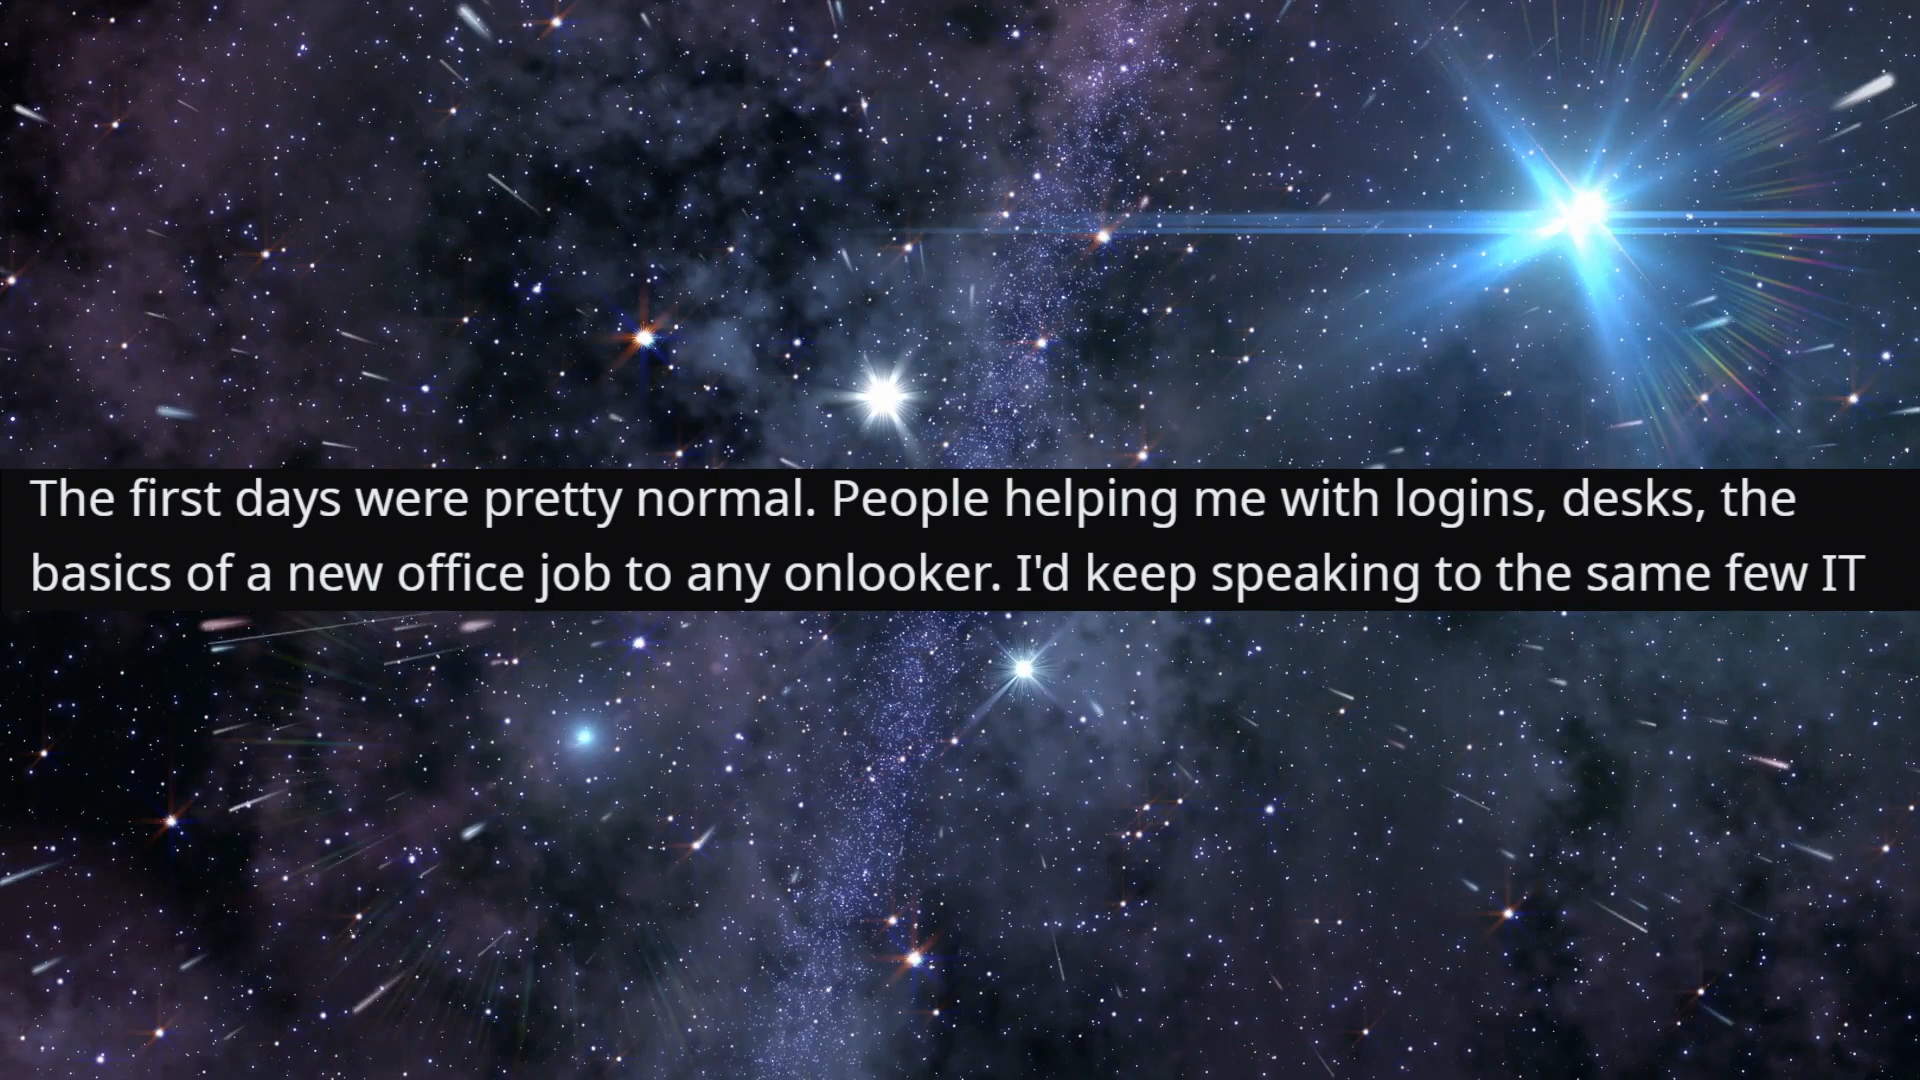 The first days were pretty normal. People helping me with logins, desks, the
basics of a new office job to any onlooker. I'd keep speaking to the same few IT